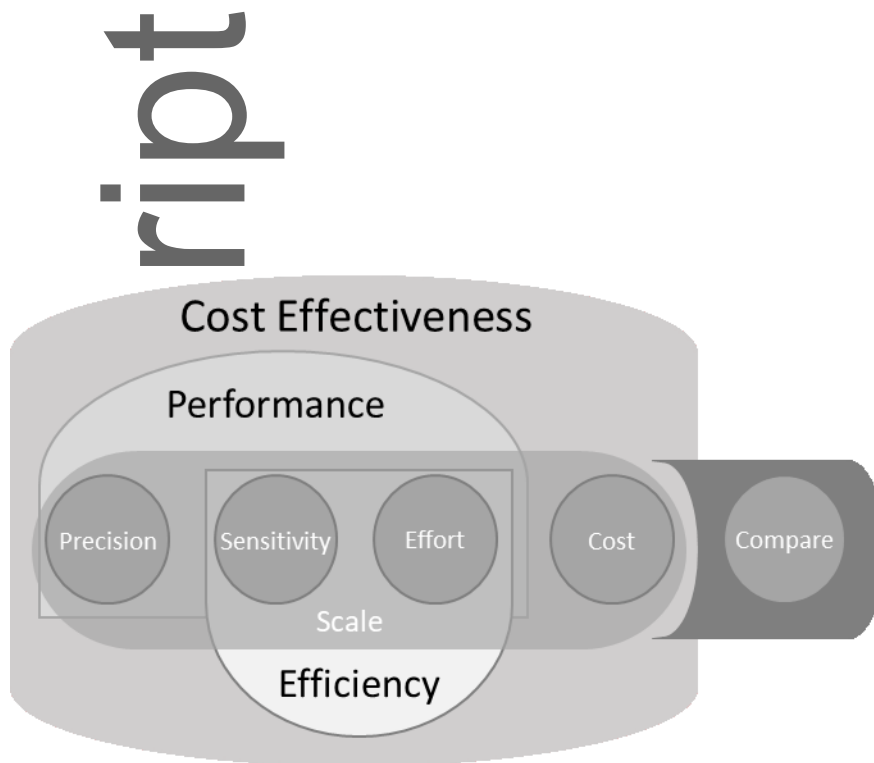 ript
Cost Effectiveness
Performance
Precision
Sensitivity
Effort
Cost
Compare
Scale
Efficiency